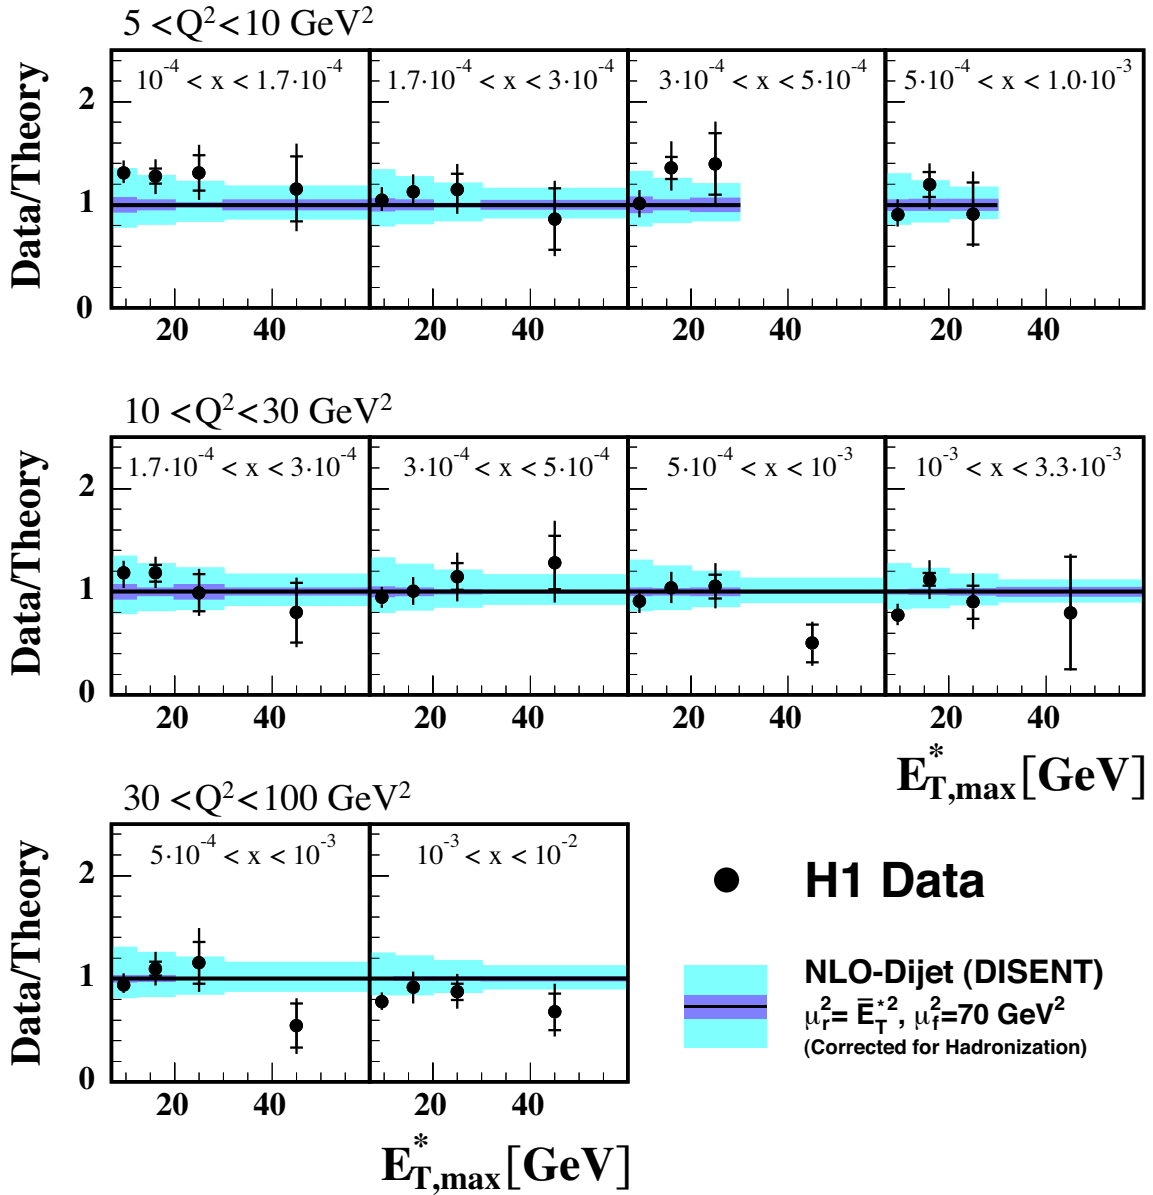 5 <Q²<10 GeV²
10⁻⁴ < x < 1.7·10⁻⁴
1.7·10⁻⁴ < x < 3·10⁻⁴
3·10⁻⁴ < x < 5·10⁻⁴
5·10⁻⁴ < x < 1.0·10⁻³
Data/Theory
2
1
0
20 40 20 40 20 40 20 40
10 <Q²<30 GeV²
1.7·10⁻⁴ < x < 3·10⁻⁴
3·10⁻⁴ < x < 5·10⁻⁴
5·10⁻⁴ < x < 10⁻³
10⁻³ < x < 3.3·10⁻³
Data/Theory
2
1
0
20 40 20 40 20 40 20 40
E*T,max [GeV]
30 <Q²<100 GeV²
5·10⁻⁴ < x < 10⁻³
10⁻³ < x < 10⁻²
Data/Theory
2
1
0
20 40 20 40
E*T,max [GeV]
H1 Data
NLO-Dijet (DISENT)
μ²r= E̅*²T, μ²f=70 GeV²
(Corrected for Hadronization)